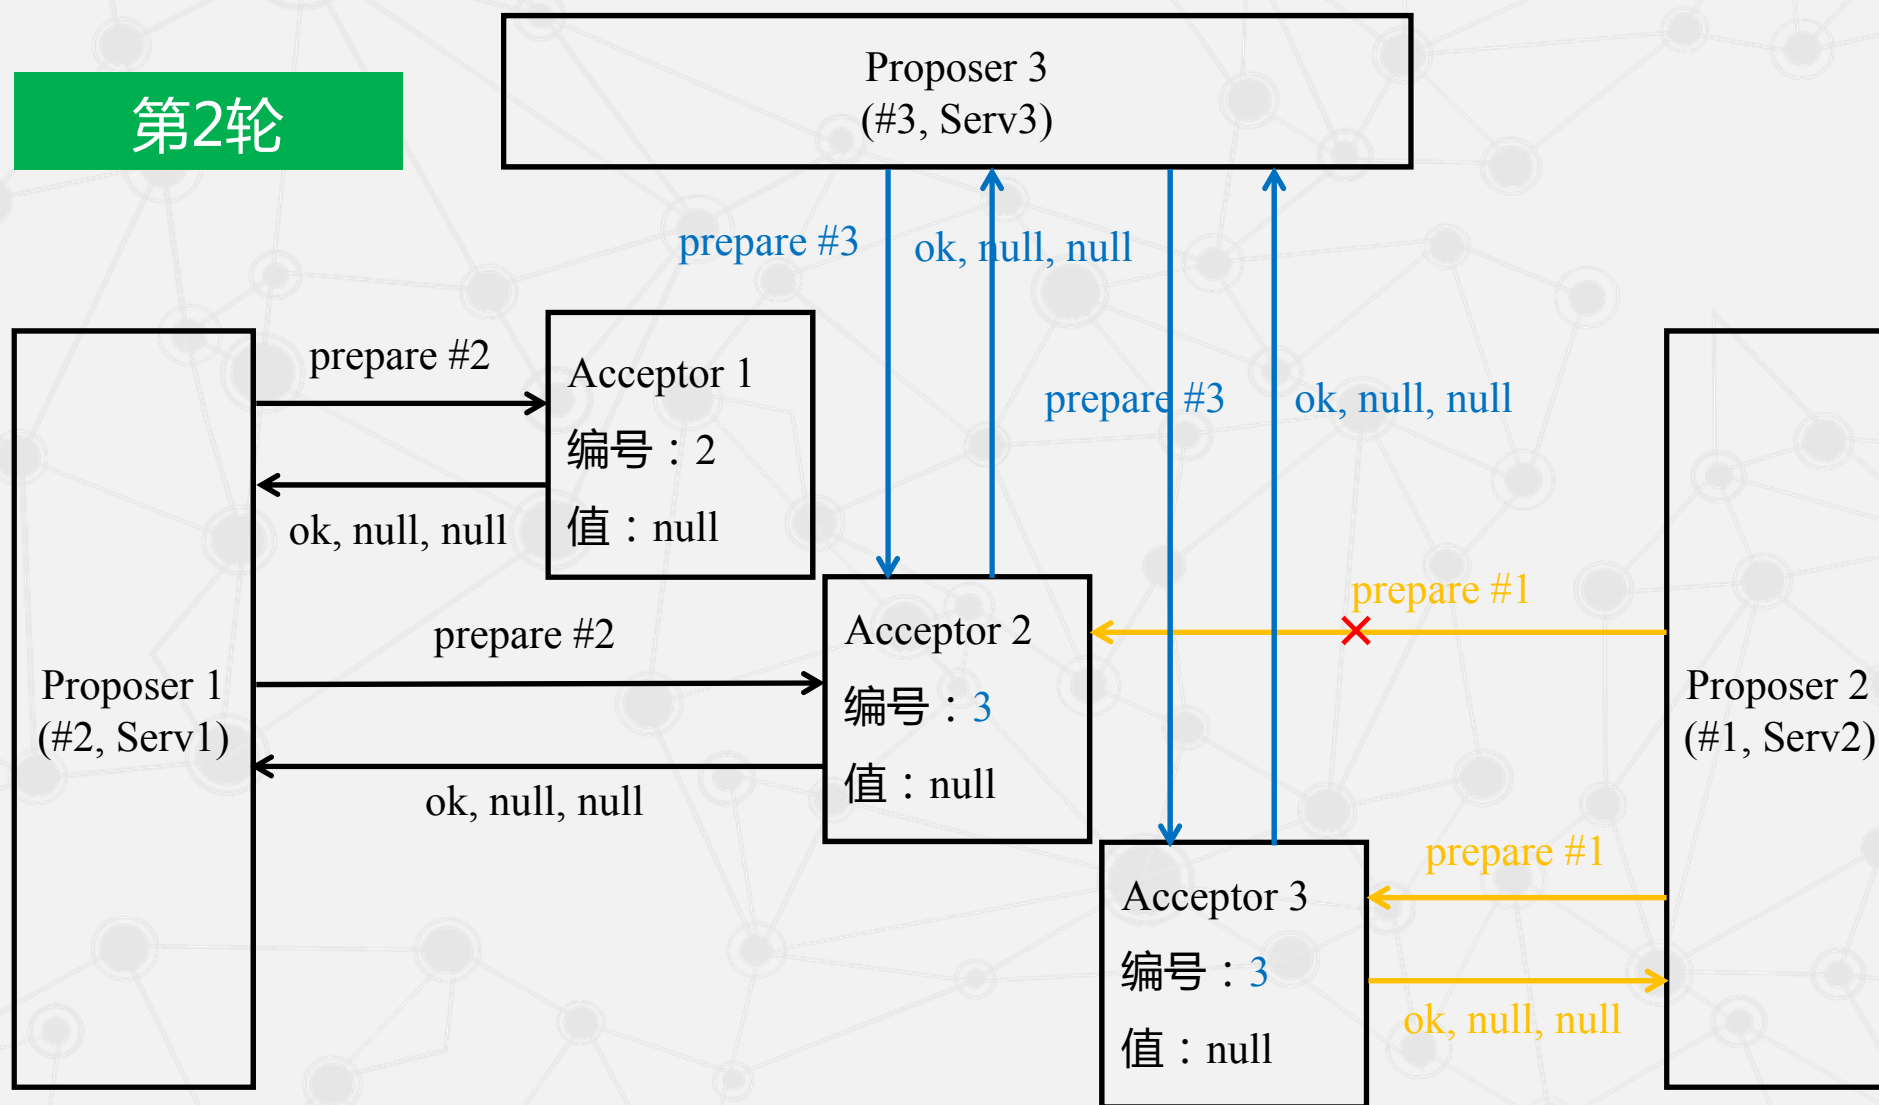 第2轮
Proposer 3
(#3, Serv3)
prepare #3
ok, null, null
prepare #3
ok, null, null
prepare #2
ok, null, null
Acceptor 1
编号：2
值：null
prepare #2
ok, null, null
Proposer 1
(#2, Serv1)
Acceptor 2
编号：3
值：null
prepare #1
Proposer 2
(#1, Serv2)
prepare #1
ok, null, null
Acceptor 3
编号：3
值：null